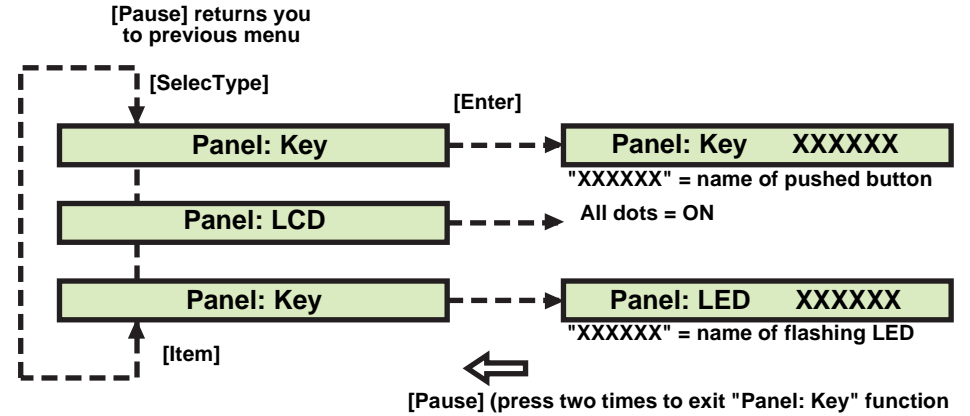 [Pause] returns you
to previous menu
[SelecType]
[Enter]
Panel: Key
Panel: Key XXXXXX
"XXXXXX" = name of pushed button
Panel: LCD
All dots = ON
Panel: Key
Panel: LED XXXXXX
"XXXXXX" = name of flashing LED
[Item]
[Pause] (press two times to exit "Panel: Key" function